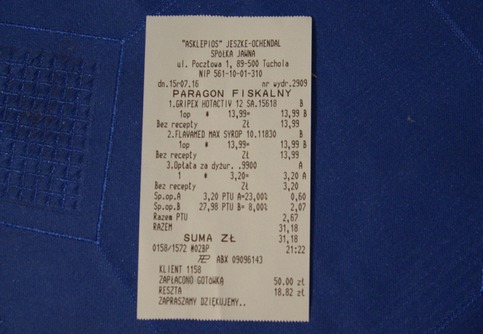 "ASKLEPIOS" JESZKE-OCHENDAL
SPÓŁKA JAWNA
ul. Pocztowa 1, 89-500 Tuchola
NIP 561-10-01-310
dn.15r07.16 nr wydr.2909
PARAGON FISKALNY
1.GRIPEX HOTACTIV 12 SA.15618 B
1op * 13,99= 13,99 B
Bez recepty ZŁ 13,99
2.FLAVAMED MAX SYROP 10.11830 B
1op * 13,99= 13,99 B
Bez recepty ZŁ 13,99
3.Opłata za dyżur. .9900 A
1 * 3,20= 3,20 A
Bez recepty ZŁ 3,20
Sp.op.A 3,20 PTU A=23,00% 0,60
Sp.op.B 27,98 PTU B= 8,00% 2,07
Razem PTU 2,67
RAZEM 31,18
SUMA ZŁ 31,18
0158/1572 #02BP 21:22
ABX 09096143
KLIENT 1158
ZAPŁACONO GOTÓWKĄ 50.00 zł
RESZTA 18.82 zł
ZAPRASZAMY DZIĘKUJEMY..